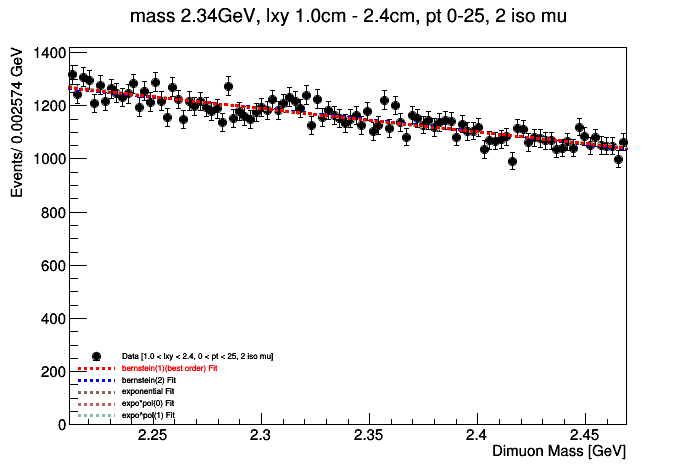 mass 2.34GeV, lxy 1.0cm - 2.4cm, pt 0-25, 2 iso mu
Events/ 0.002574 GeV
1400
1200
1000
800
600
400
200
0
Data [1.0 < lxy < 2.4, 0 < pt < 25, 2 iso mu]
bernstein(1)(best order) Fit
bernstein(2) Fit
exponential Fit
expo*pol(0) Fit
expo^pol(1) Fit
2.25 2.3 2.35 2.4 2.45
Dimuon Mass [GeV]